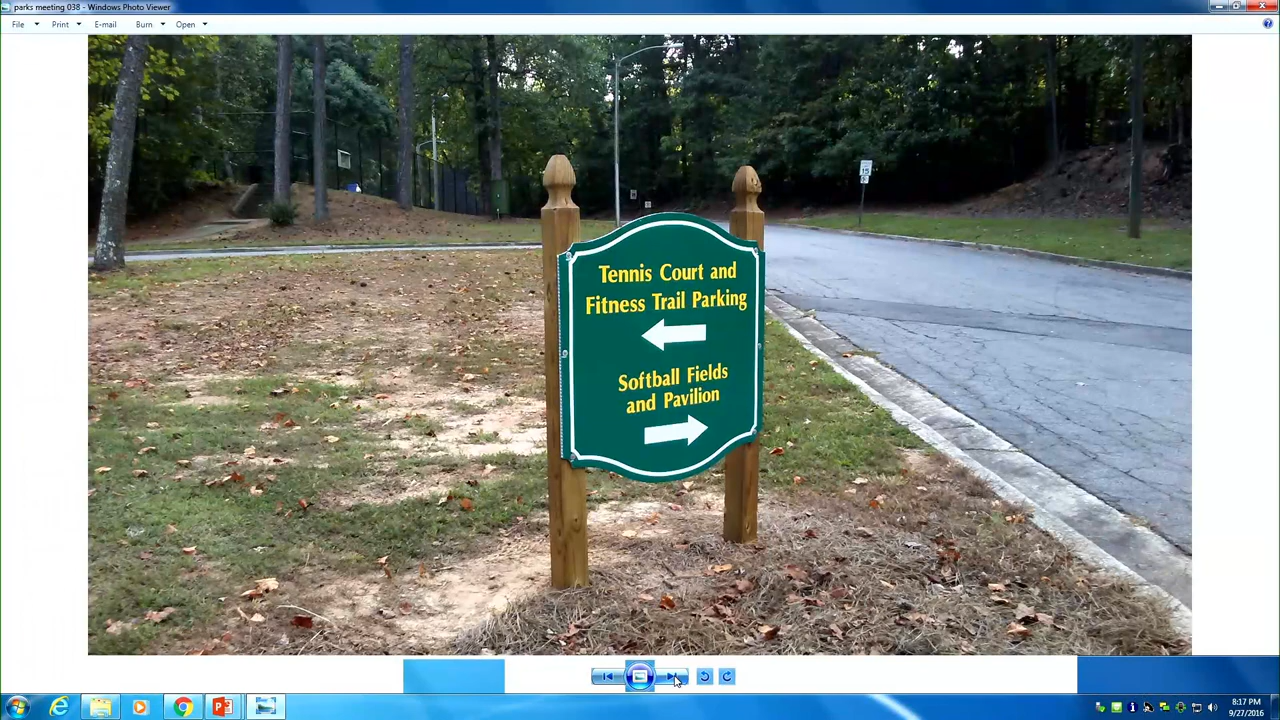 parks meeting 038 - Windows Photo Viewer
File Print E-mail Burn Open
15
Tennis Court and
Fitness Trail Parking
Softball Fields
and Pavilion
8:17 PM
9/27/2016